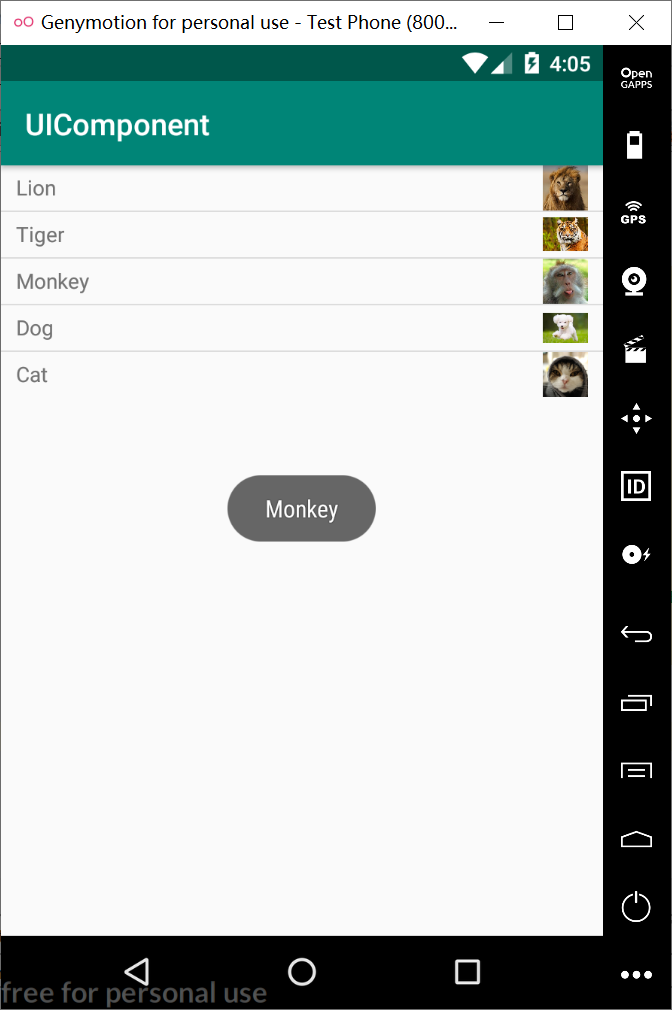 Genymotion for personal use - Test Phone (800...
4:05
Open
GAPPS
UIComponent
Lion
Tiger
GPS
Monkey
Dog
Cat
ID
Monkey
free for personal use